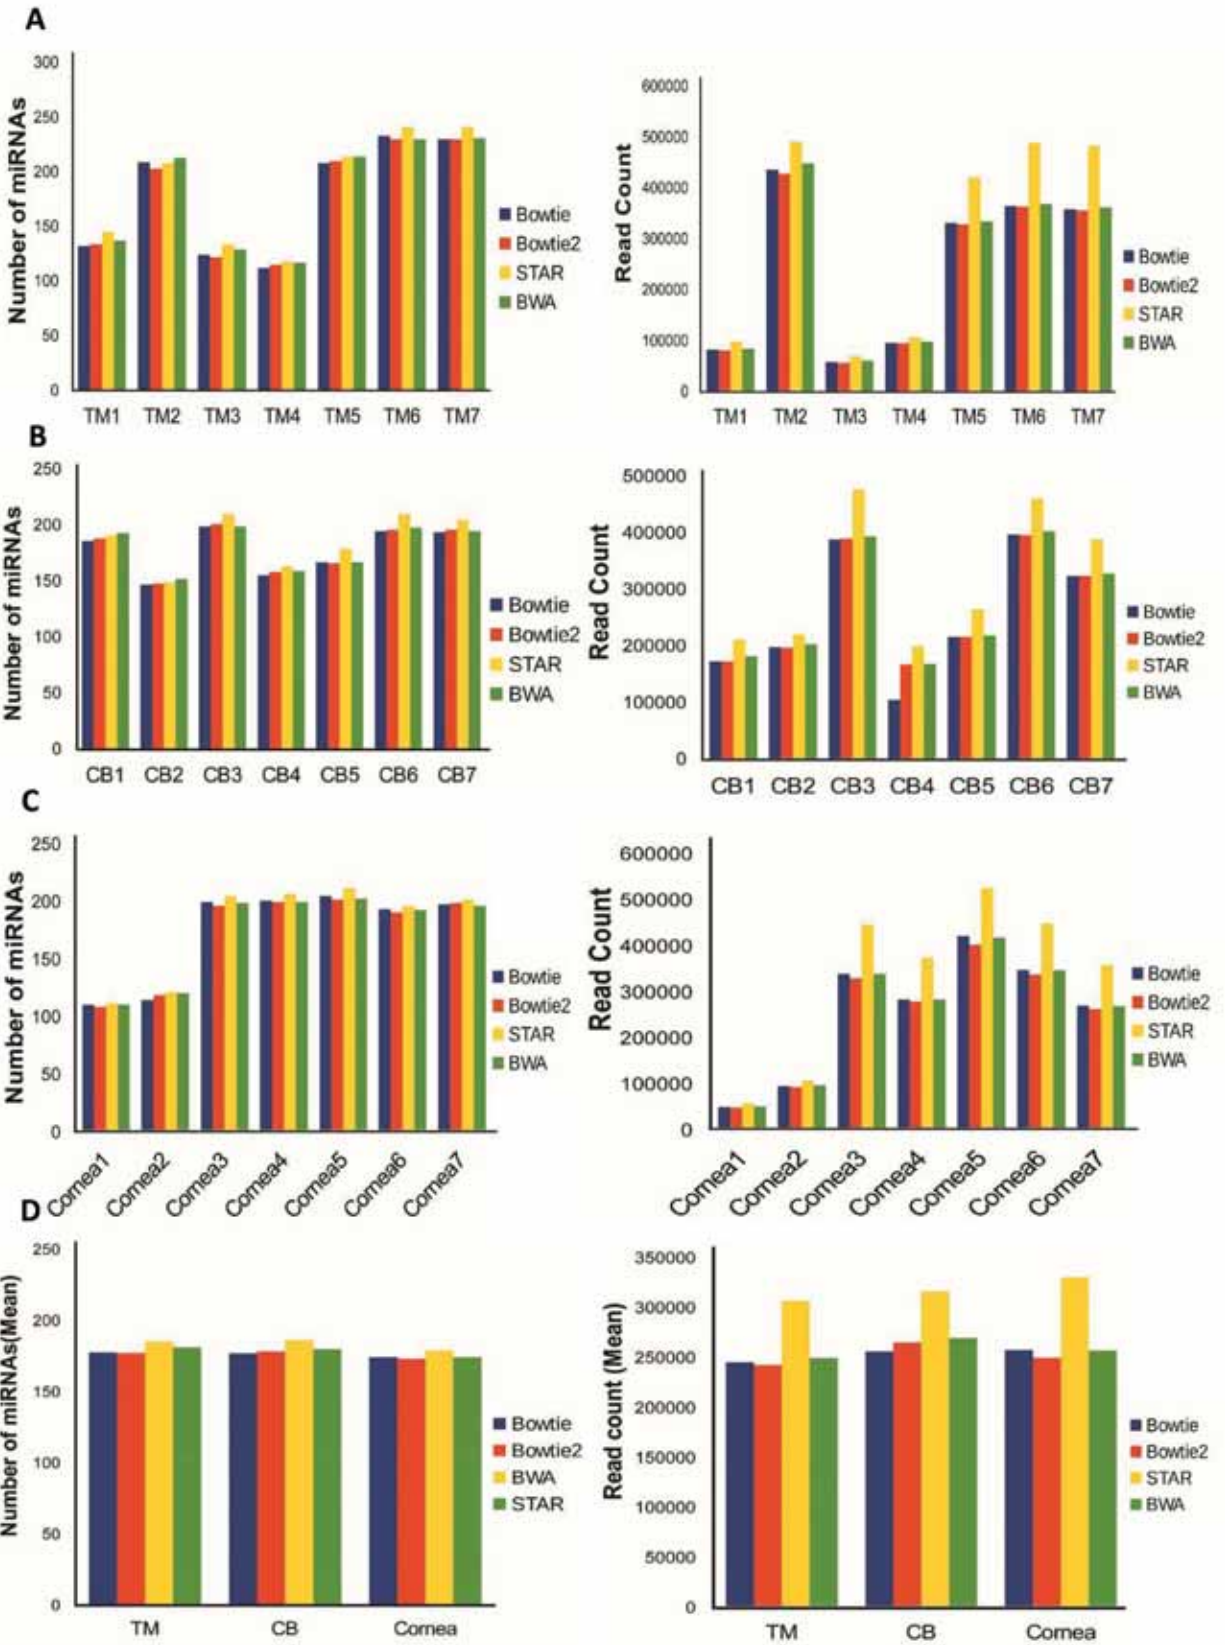 A
Number of miRNAs
300
250
200
150
100
50
0
TM1 TM2 TM3 TM4 TM5 TM6 TM7
Bowtie
Bowtie2
STAR
BWA
Read Count
600000
500000
400000
300000
200000
100000
0
TM1 TM2 TM3 TM4 TM5 TM6 TM7
Bowtie
Bowtie2
STAR
BWA
B
Number of miRNAs
250
200
150
100
50
0
CB1 CB2 CB3 CB4 CB5 CB6 CB7
Bowtie
Bowtie2
STAR
BWA
Read Count
500000
400000
300000
200000
100000
0
CB1 CB2 CB3 CB4 CB5 CB6 CB7
Bowtie
Bowtie2
STAR
BWA
C
Number of miRNAs
250
200
150
100
50
0
Cornea1 Cornea2 Cornea3 Cornea4 Cornea5 Cornea6 Cornea7
Bowtie
Bowtie2
STAR
BWA
Read Count
600000
500000
400000
300000
200000
100000
0
Cornea1 Cornea2 Cornea3 Cornea4 Cornea5 Cornea6 Cornea7
Bowtie
Bowtie2
STAR
BWA
D
Number of miRNAs(Mean)
250
200
150
100
50
0
TM CB Cornea
Bowtie
Bowtie2
BWA
STAR
Read count (Mean)
350000
300000
250000
200000
150000
100000
50000
0
TM CB Cornea
Bowtie
Bowtie2
STAR
BWA